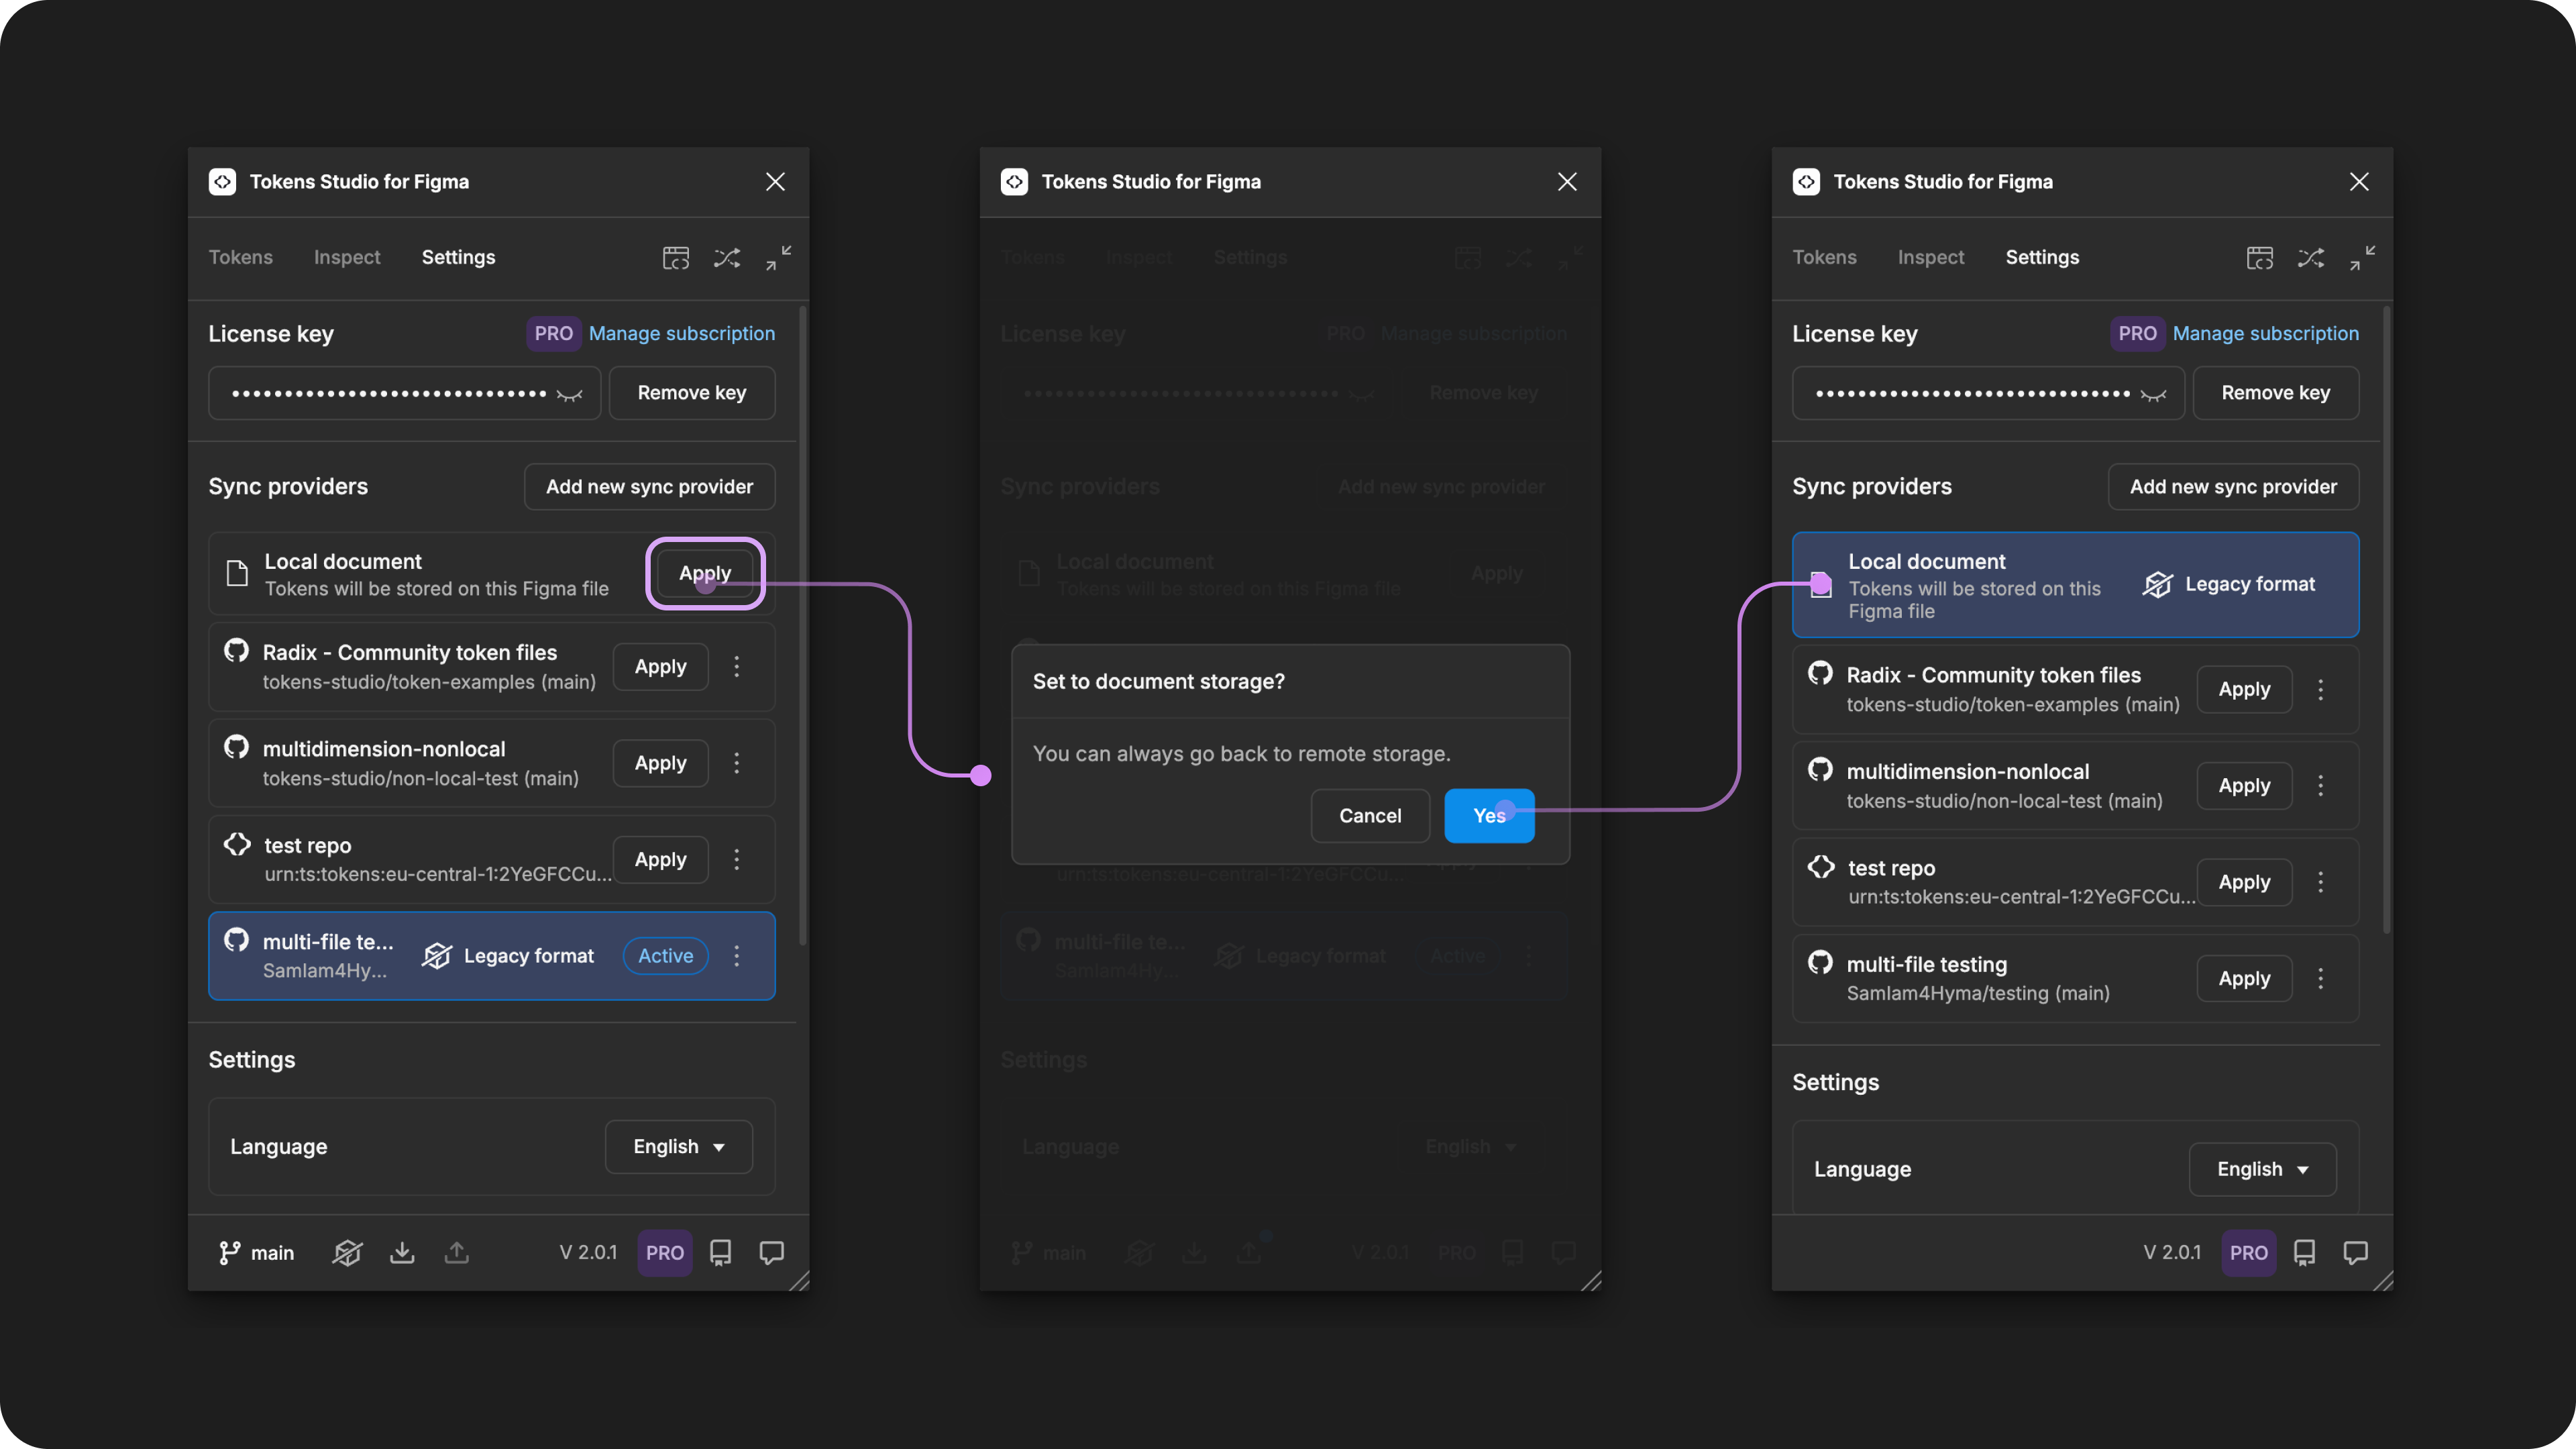 Tokens Studio for Figma
Tokens Inspect Settings
License key PRO Manage subscription
Remove key
Sync providers Add new sync provider
Local document
Tokens will be stored on this Figma file
Apply
Radix - Community token files
tokens-studio/token-examples (main)
Apply
multidimension-nonlocal
tokens-studio/non-local-test (main)
Apply
test repo
urn:ts:tokens:eu-central-1:2YeGFCCu...
Apply
multi-file te...
SamIam4Hy...
Legacy format Active
Settings
Language English
main V 2.0.1 PRO
Tokens Studio for Figma
Tokens Inspect Settings
License key PRO Manage subscription
Remove key
Sync providers Add new sync provider
Local document
Tokens will be stored on this Figma file
Apply
Set to document storage?
You can always go back to remote storage.
Cancel Yes
urn:ts:tokens:eu-central-1:2YeGFCCu...
multi-file te...
SamIam4Hy...
Legacy format Active
Settings
Language English
main V 2.0.1 PRO
Tokens Studio for Figma
Tokens Inspect Settings
License key PRO Manage subscription
Remove key
Sync providers Add new sync provider
Local document
Tokens will be stored on this
Figma file
Legacy format
Radix - Community token files
tokens-studio/token-examples (main)
Apply
multidimension-nonlocal
tokens-studio/non-local-test (main)
Apply
test repo
urn:ts:tokens:eu-central-1:2YeGFCCu...
Apply
multi-file testing
SamIam4Hyma/testing (main)
Apply
Settings
Language English
V 2.0.1 PRO